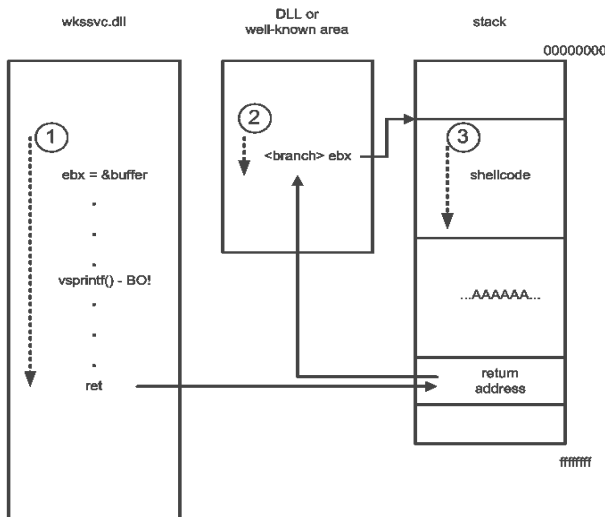 wkssvc.dll
DLL or
well-known area
stack
00000000
1
ebx = &buffer
vsprintf() - BO!
ret
2
<branch> ebx
3
shellcode
...AAAAAA...
return
address
ffffffff